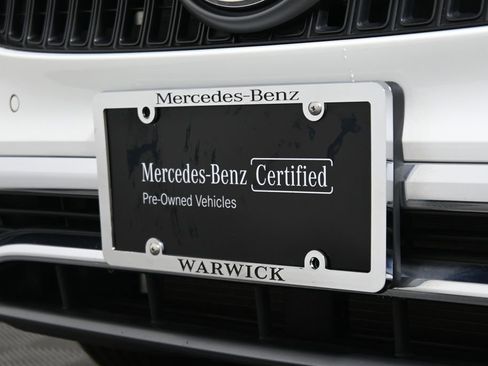 Mercedes-Benz
Mercedes-Benz Certified
Pre-Owned Vehicles
WARWICK